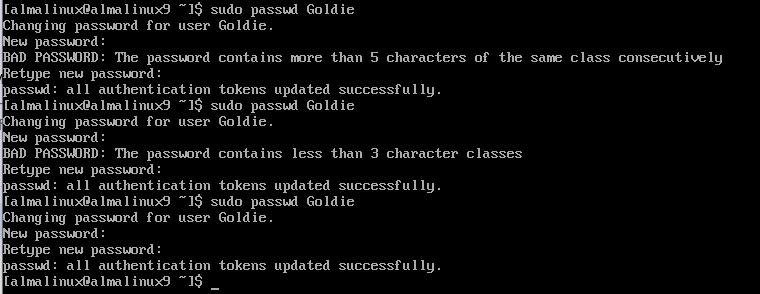 [almalinux@almalinux9 ~]$ sudo passwd Goldie
Changing password for user Goldie.
New password:
BAD PASSWORD: The password contains more than 5 characters of the same class consecutively
Retype new password:
passwd: all authentication tokens updated successfully.
[almalinux@almalinux9 ~]$ sudo passwd Goldie
Changing password for user Goldie.
New password:
BAD PASSWORD: The password contains less than 3 character classes
Retype new password:
passwd: all authentication tokens updated successfully.
[almalinux@almalinux9 ~]$ sudo passwd Goldie
Changing password for user Goldie.
New password:
Retype new password:
passwd: all authentication tokens updated successfully.
[almalinux@almalinux9 ~]$ _